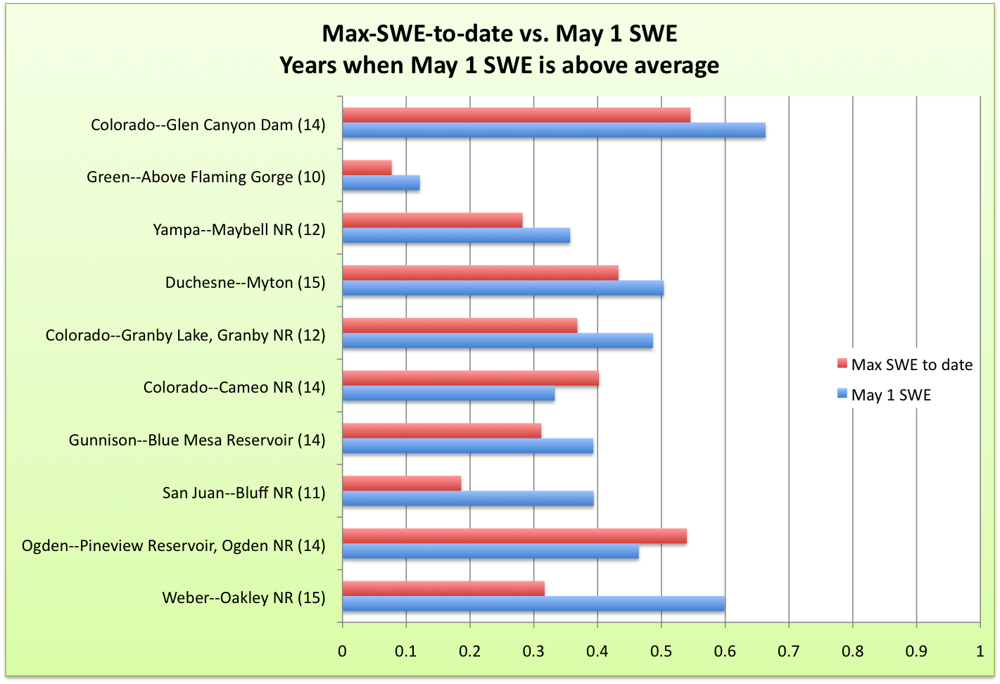 Max-SWE-to-date vs. May 1 SWE
Years when May 1 SWE is above average
Colorado--Glen Canyon Dam (14)
Green--Above Flaming Gorge (10)
Yampa--Maybell NR (12)
Duchesne--Myton (15)
Colorado--Granby Lake, Granby NR (12)
Colorado--Cameo NR (14)
Gunnison--Blue Mesa Reservoir (14)
San Juan--Bluff NR (11)
Ogden--Pineview Reservoir, Ogden NR (14)
Weber--Oakley NR (15)
Max SWE to date
May 1 SWE
0 0.1 0.2 0.3 0.4 0.5 0.6 0.7 0.8 0.9 1